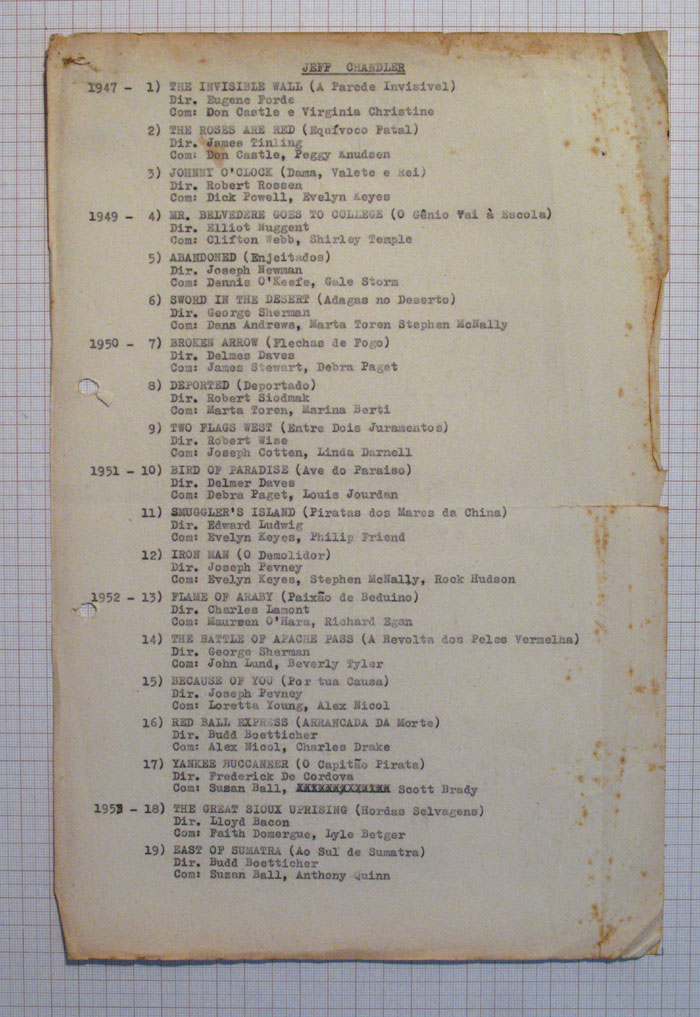 JEFF CHANDLER
1947 - 1) THE INVISIBLE WALL (A Parede Invisivel)
Dir. Eugene Forde
Com: Don Castle e Virginia Christine
2) THE ROSES ARE RED (Equívoco Fatal)
Dir. James Tinling
Com: Don Castle, Peggy Knudsen
3) JOHNNY O'CLOCK (Dama, Valete e Rei)
Dir. Robert Rossen
Com: Dick Powell, Evelyn Keyes
1949 - 4) MR. BELVEDERE GOES TO COLLEGE (O Gênio Vai à Escola)
Dir. Elliot Nuggent
Com: Clifton Webb, Shirley Temple
5) ABANDONED (Enjeitados)
Dir. Joseph Newman
Com: Dennis O'Keefe, Gale Storm
6) SWORD IN THE DESERT (Adagas no Deserto)
Dir. George Sherman
Com: Dana Andrews, Marta Toren Stephen McNally
1950 - 7) BROKEN ARROW (Flechas de Fogo)
Dir. Delmes Daves
Com: James Stewart, Debra Paget
8) DEPORTED (Deportado)
Dir. Robert Siodmak
Com: Marta Toren, Marina Berti
9) TWO FLAGS WEST (Entre Dois Juramentos)
Dir. Robert Wise
Com: Joseph Cotten, Linda Darnell
1951 - 10) BIRD OF PARADISE (Ave do Paraiso)
Dir. Delmer Daves
Com: Debra Paget, Louis Jourdan
11) SMUGGLER'S ISLAND (Piratas dos Mares da China)
Dir. Edward Ludwig
Com: Evelyn Keyes, Philip Friend
12) IRON MAN (O Demolidor)
Dir. Joseph Pevney
Com: Evelyn Keyes, Stephen McNally, Rock Hudson
1952 - 13) FLAME OF ARABY (Paixão de Beduino)
Dir. Charles Lamont
Com: Maureen O'Hara, Richard Egan
14) THE BATTLE OF APACHE PASS (A Revolta dos Peles Vermelha)
Dir. George Sherman
Com: John Lund, Beverly Tyler
15) BECAUSE OF YOU (Por tua Causa)
Dir. Joseph Pevney
Com: Loretta Young, Alex Nicol
16) RED BALL EXPRESS (ARRANCADA DA Morte)
Dir. Budd Boetticher
Com: Alex Nicol, Charles Drake
17) YANKEE BUCCANEER (O Capitão Pirata)
Dir. Frederick De Cordova
Com: Suzan Ball, Scott Brady
1953 - 18) THE GREAT SIOUX UPRISING (Hordas Selvagens)
Dir. Lloyd Bacon
Com: Faith Domergue, Lyle Betger
19) EAST OF SUMATRA (Ao Sul de Sumatra)
Dir. Budd Boetticher
Com: Suzan Ball, Anthony Quinn